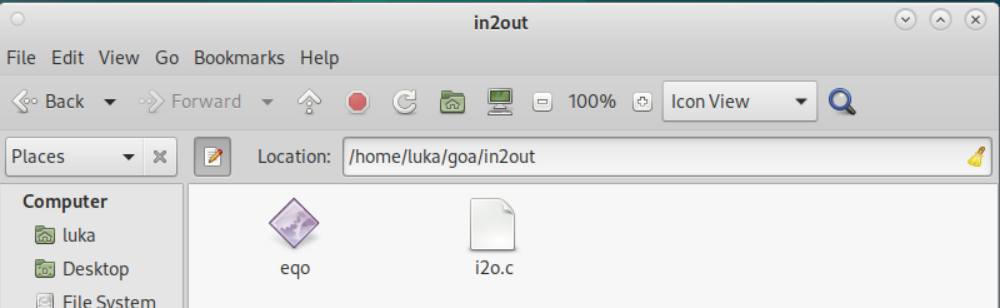 in2out
File Edit View Go Bookmarks Help
Back Forward 100% Icon View
Places Location: /home/luka/goa/in2out
Computer
luka
Desktop
File System
eqo i2o.c